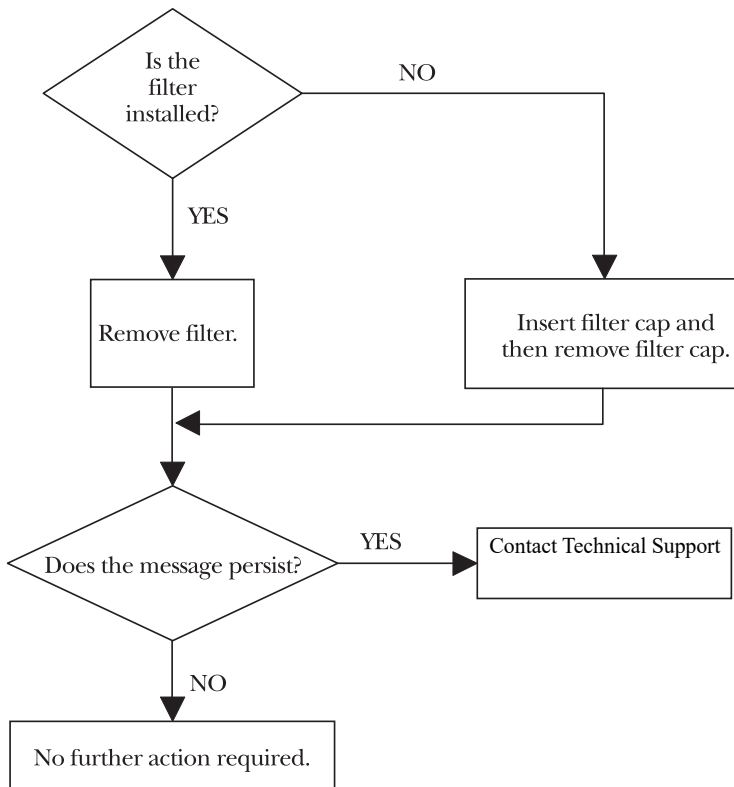 Is the
filter
installed?
NO
YES
Remove filter.
Insert filter cap and
then remove filter cap.
Does the message persist?
YES
Contact Technical Support
NO
No further action required.